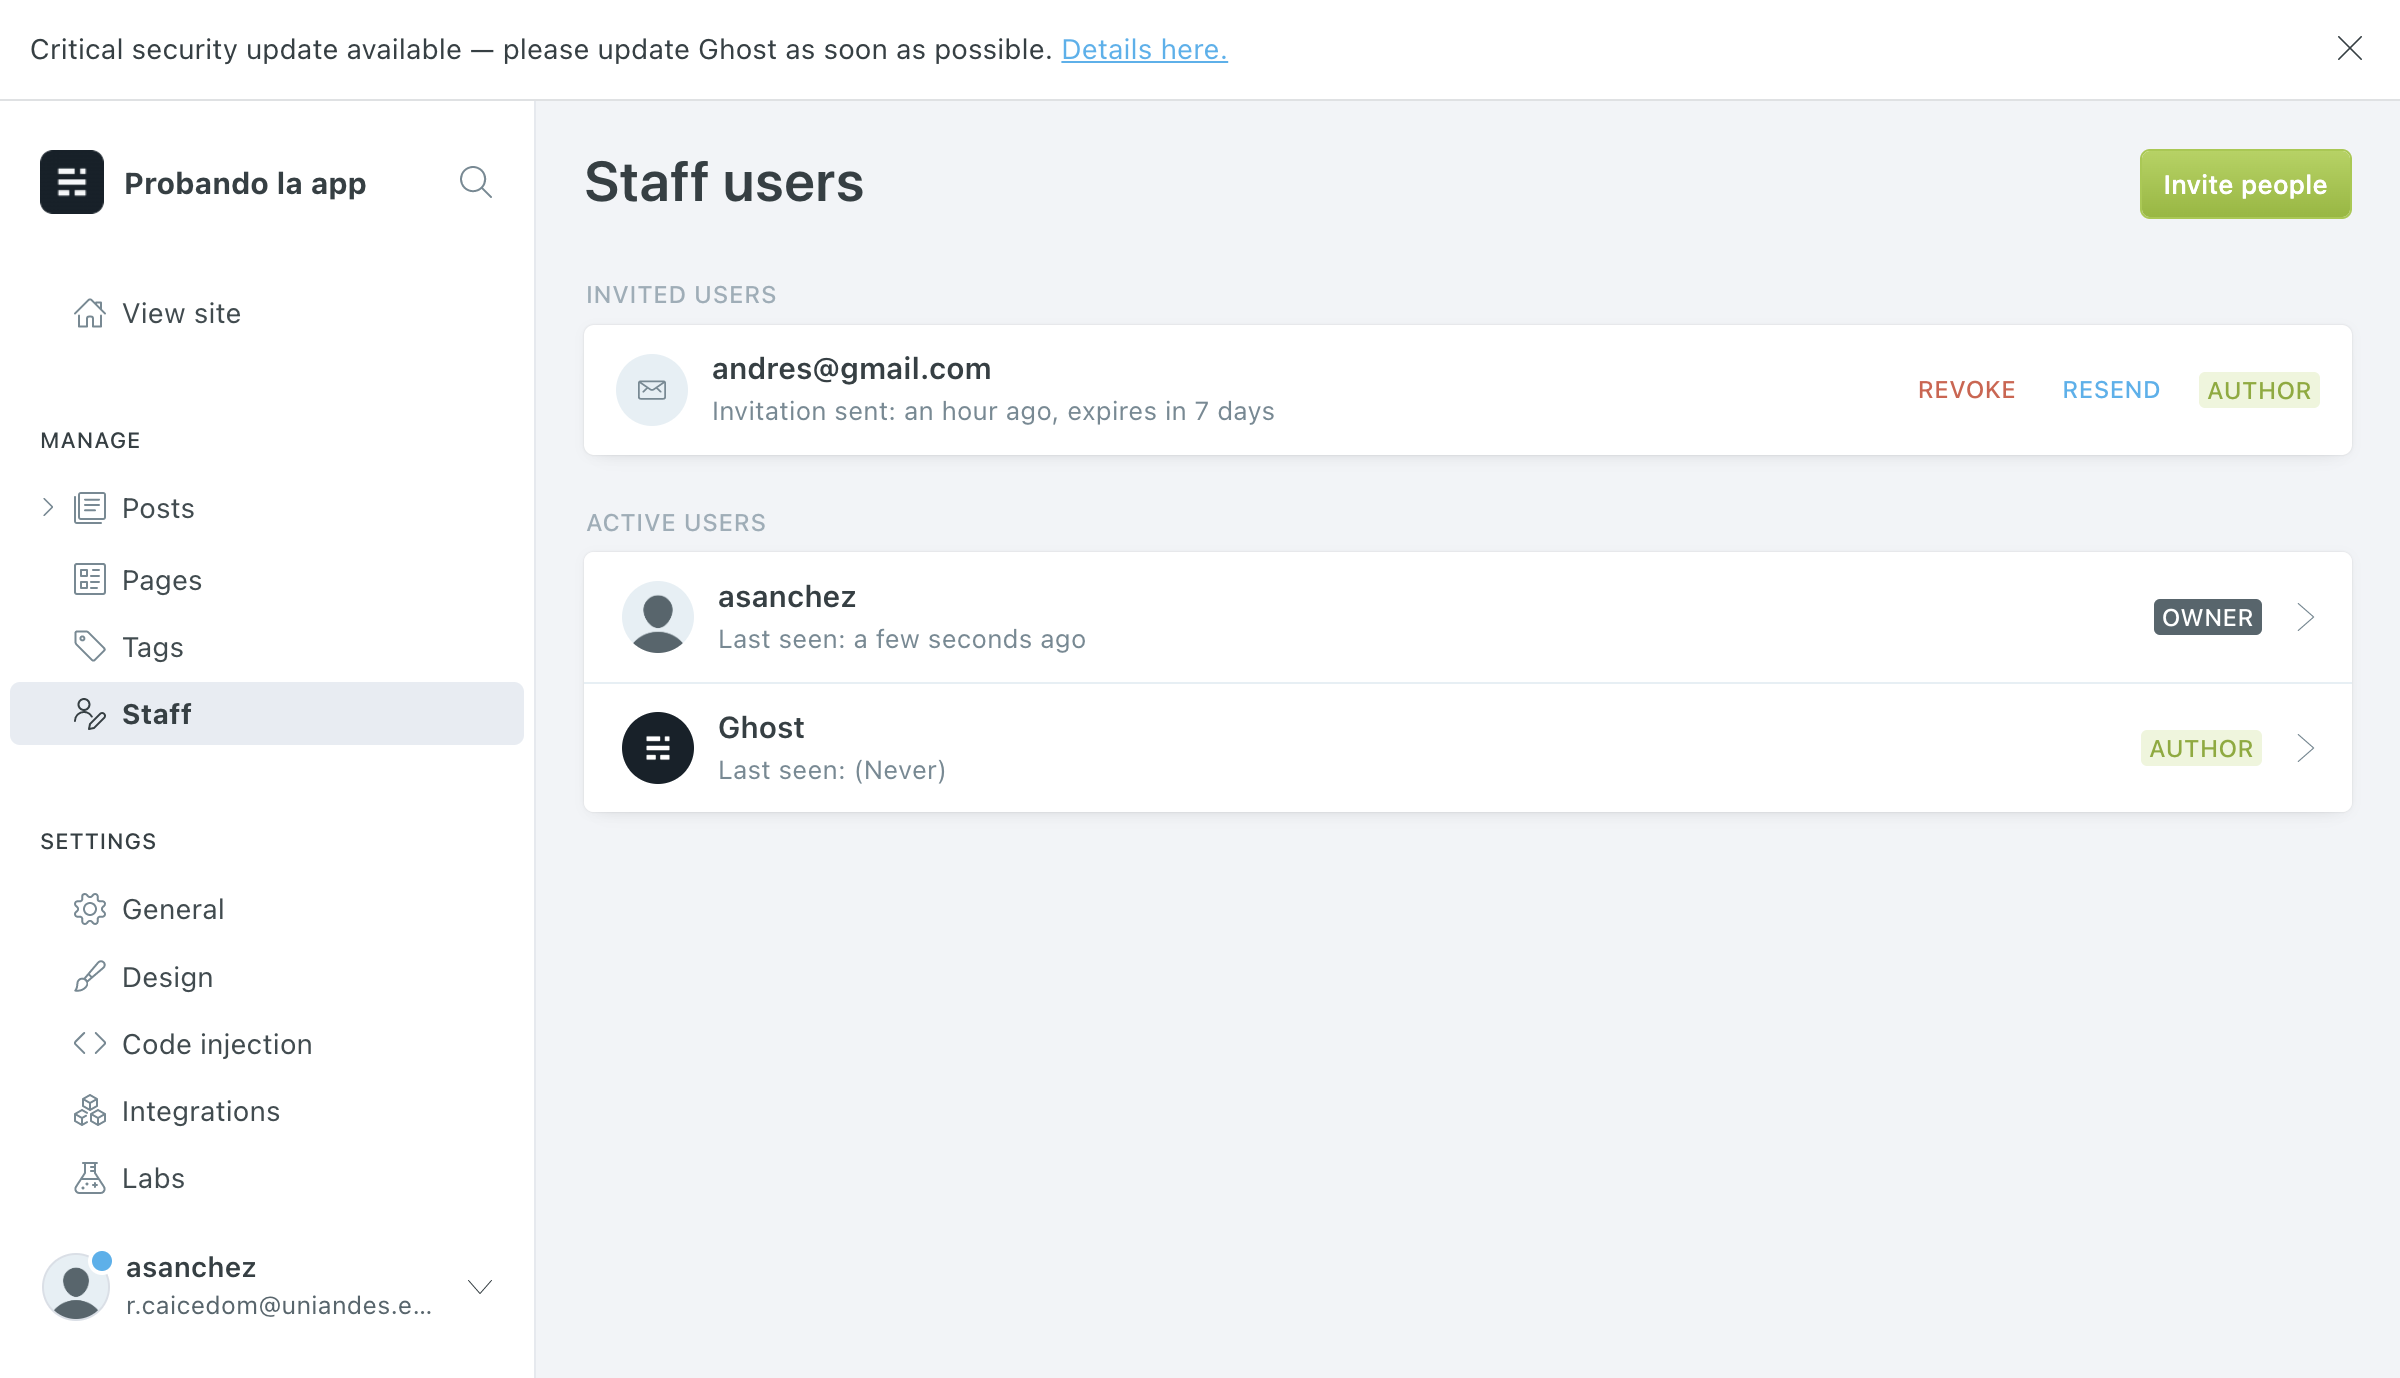 Critical security update available — please update Ghost as soon as possible. Details here.
Probando la app
View site
MANAGE
Posts
Pages
Tags
Staff
SETTINGS
General
Design
Code injection
Integrations
Labs
asanchez
r.caicedom@uniandes.e...
Staff users
Invite people
INVITED USERS
andres@gmail.com
Invitation sent: an hour ago, expires in 7 days
REVOKE RESEND AUTHOR
ACTIVE USERS
asanchez
Last seen: a few seconds ago
OWNER
Ghost
Last seen: (Never)
AUTHOR